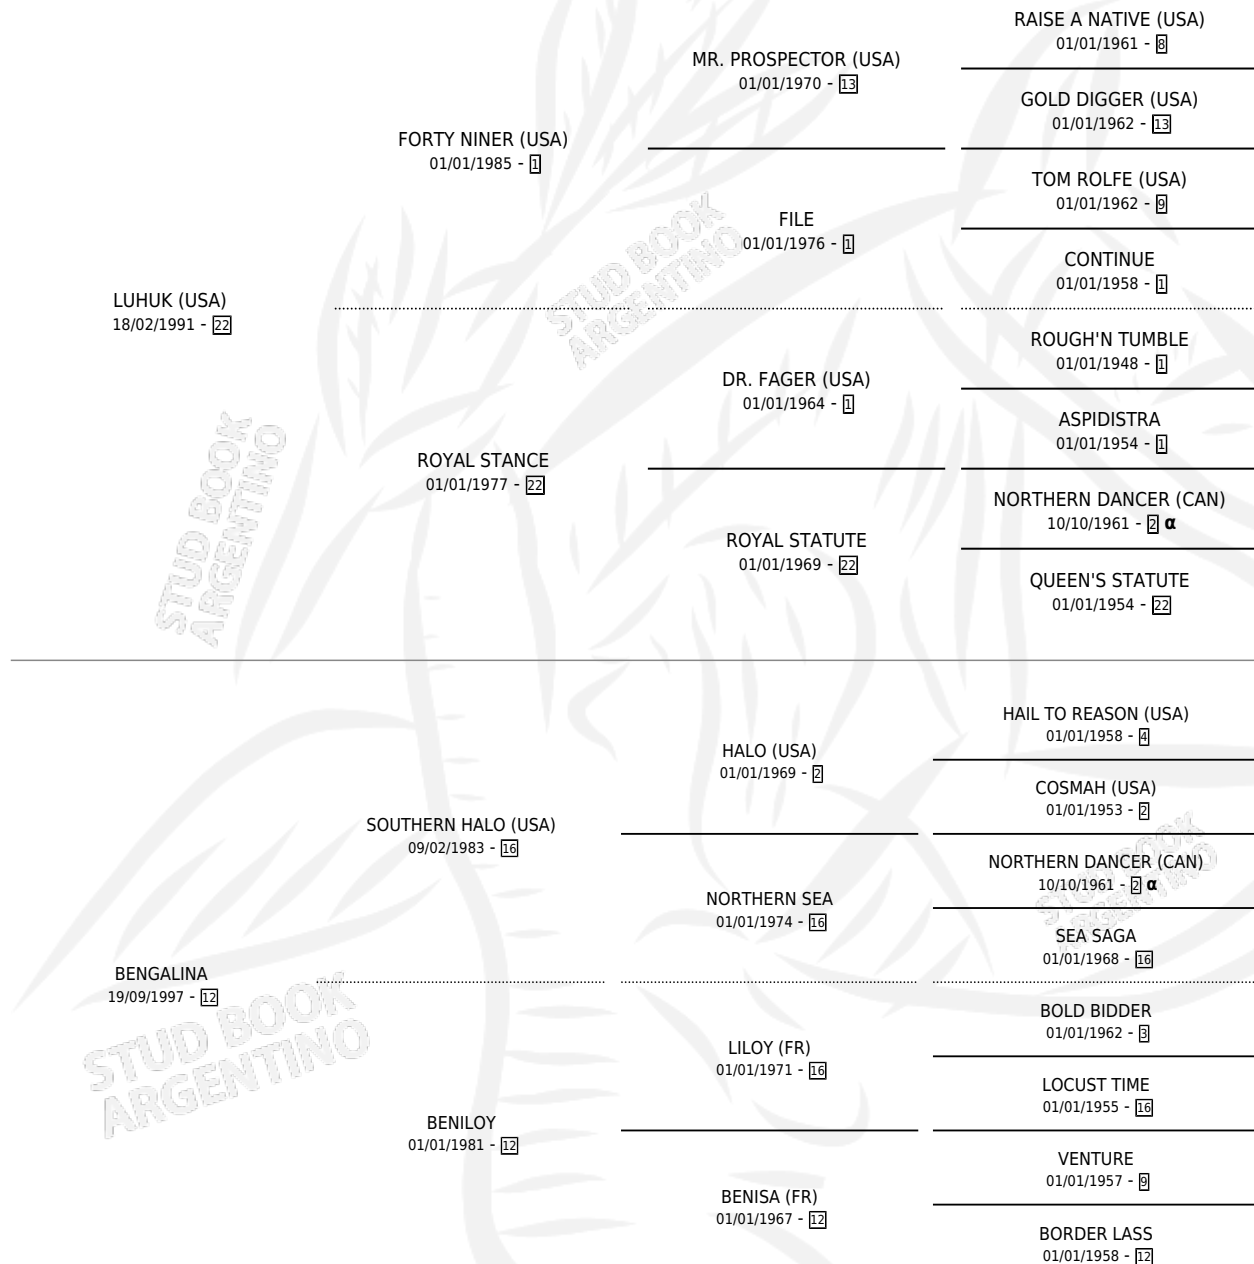 RAISE A NATIVE (USA)
01/01/1961 - 8
MR. PROSPECTOR (USA)
01/01/1970 - 13
GOLD DIGGER (USA)
01/01/1962 - 13
FORTY NINER (USA)
01/01/1985 - 1
TOM ROLFE (USA)
01/01/1962 - 9
FILE
01/01/1976 - 1
CONTINUE
01/01/1958 - 1
LUHUK (USA)
18/02/1991 - 22
ROUGH'N TUMBLE
01/01/1948 - 1
DR. FAGER (USA)
01/01/1964 - 1
ASPIDISTRA
01/01/1954 - 1
ROYAL STANCE
01/01/1977 - 22
NORTHERN DANCER (CAN)
10/10/1961 - 2 α
ROYAL STATUTE
01/01/1969 - 22
QUEEN'S STATUTE
01/01/1954 - 22
HAIL TO REASON (USA)
01/01/1958 - 4
HALO (USA)
01/01/1969 - 2
COSMAH (USA)
01/01/1953 - 2
SOUTHERN HALO (USA)
09/02/1983 - 16
NORTHERN DANCER (CAN)
10/10/1961 - 2 α
NORTHERN SEA
01/01/1974 - 16
SEA SAGA
01/01/1968 - 16
BENGALINA
19/09/1997 - 12
BOLD BIDDER
01/01/1962 - 3
LILOY (FR)
01/01/1971 - 16
LOCUST TIME
01/01/1955 - 16
BENILOY
01/01/1981 - 12
VENTURE
01/01/1957 - 9
BENISA (FR)
01/01/1967 - 12
BORDER LASS
01/01/1958 - 12
STUD BOOK
ARGENTINO
STUD BOOK
ARGENTINO
STUD BOOK
ARGENTINO
STUD BOOK
ARGENTINO